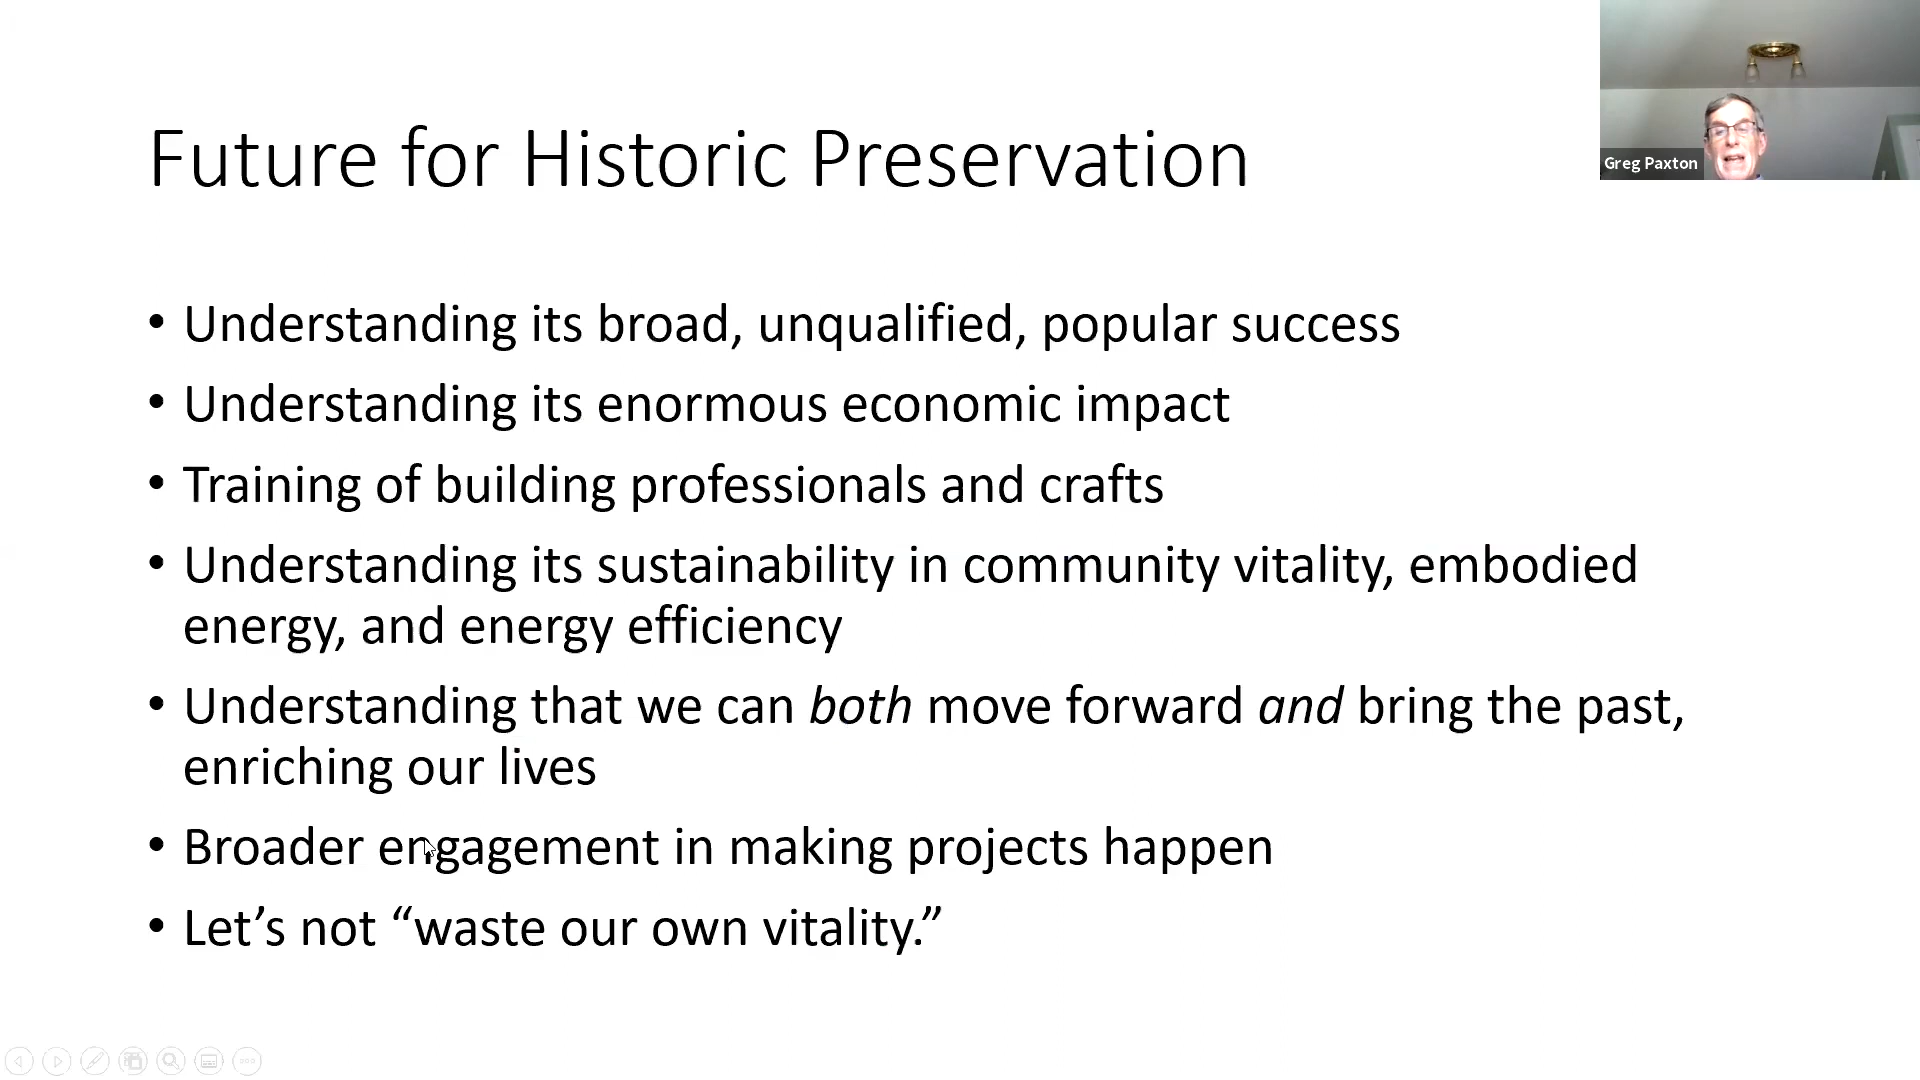 Future for Historic Preservation
Greg Paxton
• Understanding its broad, unqualified, popular success
• Understanding its enormous economic impact
• Training of building professionals and crafts
• Understanding its sustainability in community vitality, embodied
energy, and energy efficiency
• Understanding that we can both move forward and bring the past,
enriching our lives
• Broader engagement in making projects happen
• Let’s not “waste our own vitality.”